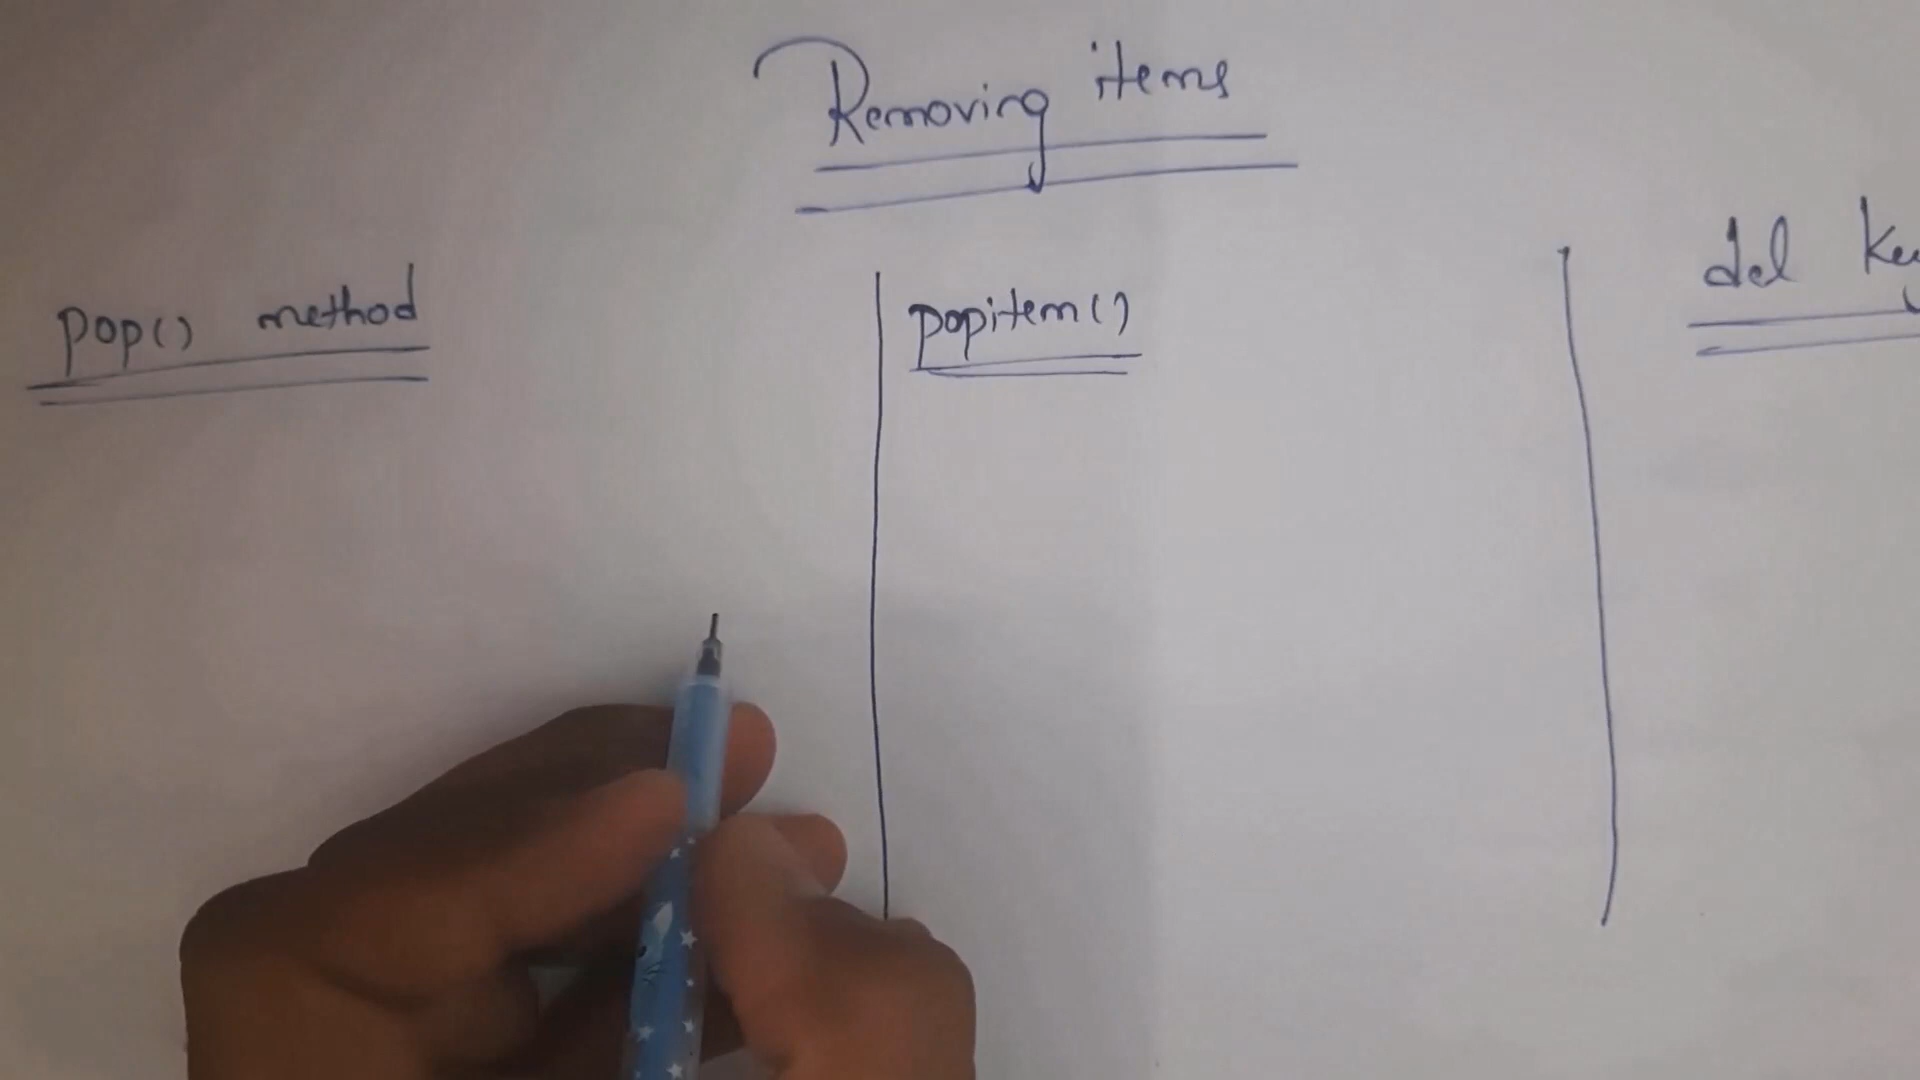 Removing items
pop() method
popitem()
del